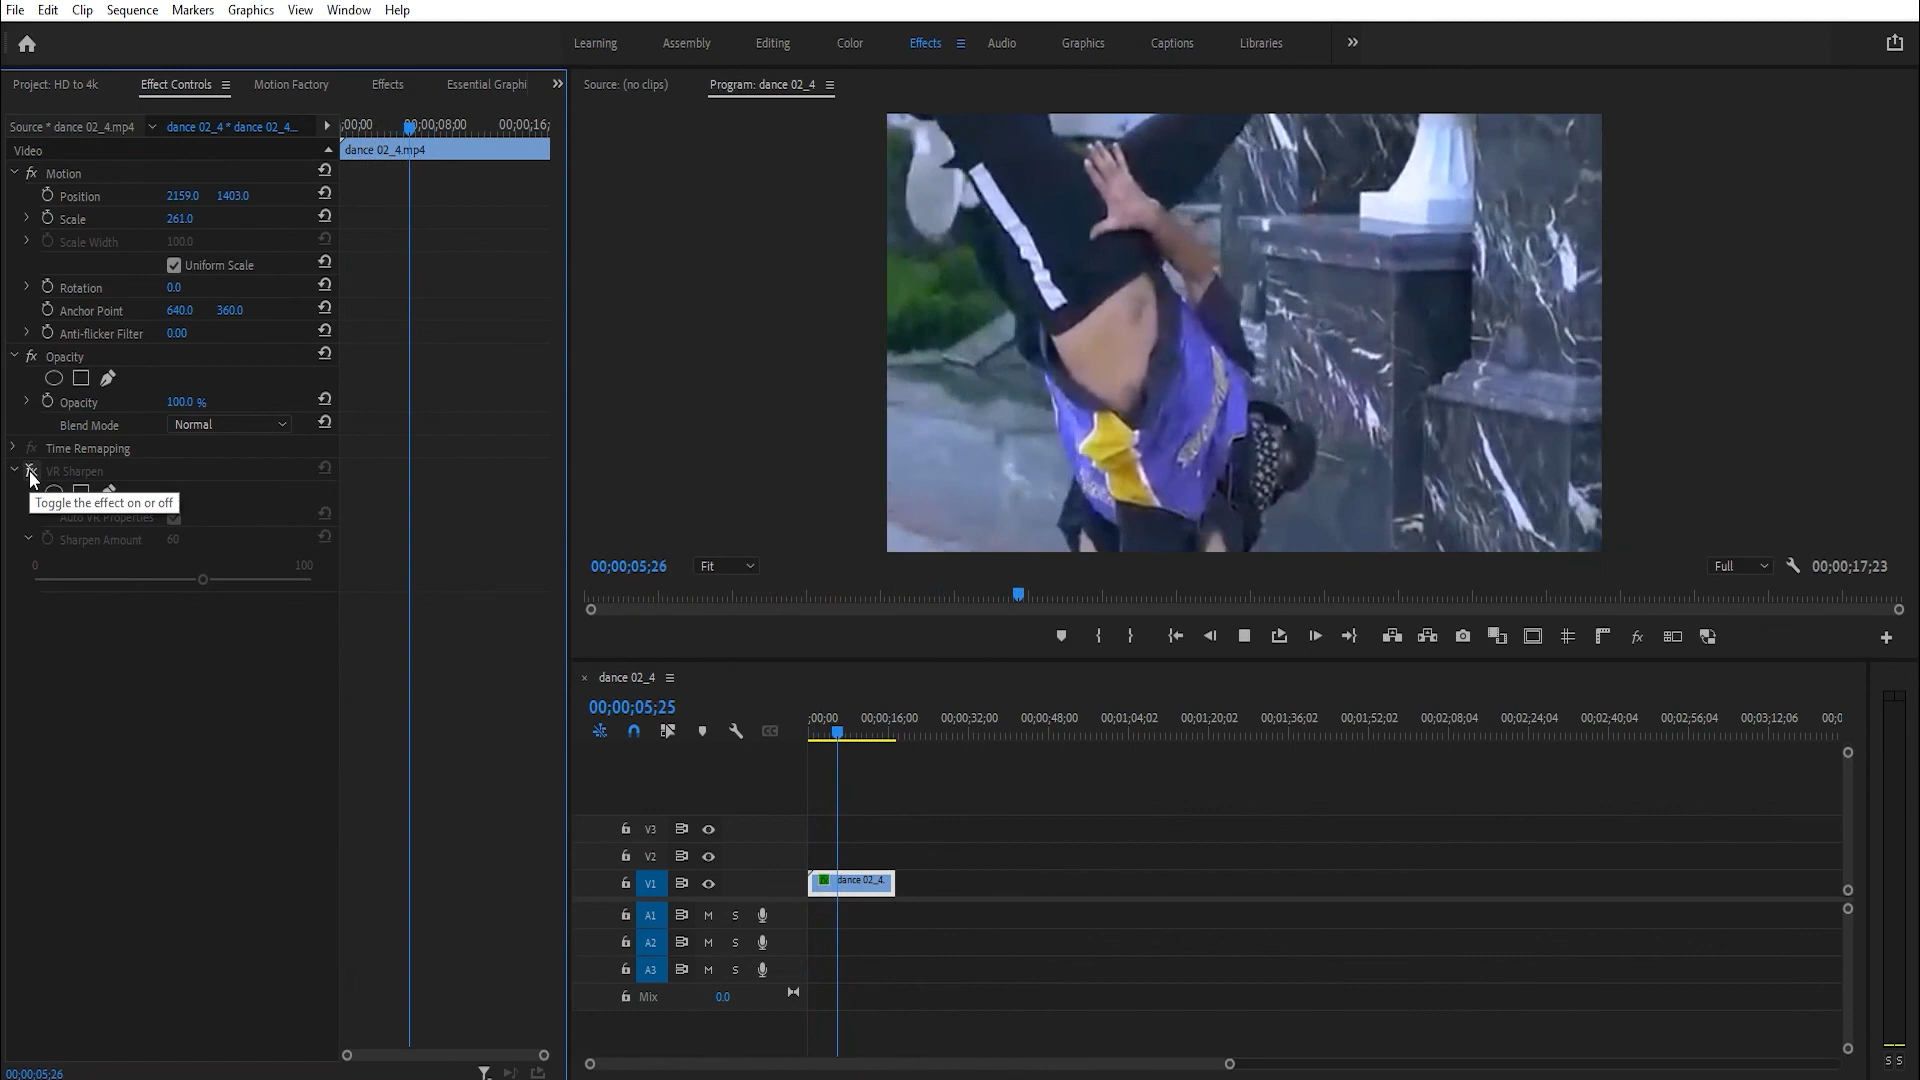 File Edit Clip Sequence Markers Graphics View Window Help
Learning Assembly Editing Color Effects Audio Graphics Captions Libraries
Project: HD to 4k Effect Controls Motion Factory Effects Essential Graphi
Source: (no clips) Program: dance 02_4
Source * dance 02_4.mp4 dance 02_4 * dance 02_4... ;00;00 00;00;08;00 00;00;16;
Video dance 02_4.mp4
fx Motion
Position 2159.0 1403.0
Scale 261.0
Scale Width 100.0
Uniform Scale
Rotation 0.0
Anchor Point 640.0 360.0
Anti-flicker Filter 0.00
fx Opacity
Opacity 100.0 %
Blend Mode Normal
fx Time Remapping
VR Sharpen
Toggle the effect on or off
Auto VR Properties
Sharpen Amount 60
0 100
00;00;05;26
00;00;05;26 Fit Full 00;00;17;23
fx
dance 02_4
00;00;05;25
;00;00 00;00;16;00 00;00;32;00 00;00;48;00 00;01;04;02 00;01;20;02 00;01;36;02 00;01;52;02 00;02;08;04 00;02;24;04 00;02;40;04 00;02;56;04 00;03;12;06 00;0
CC
V3
V2
V1 fx dance 02_4.
A1 M S
A2 M S
A3 M S
Mix 0.0
S S